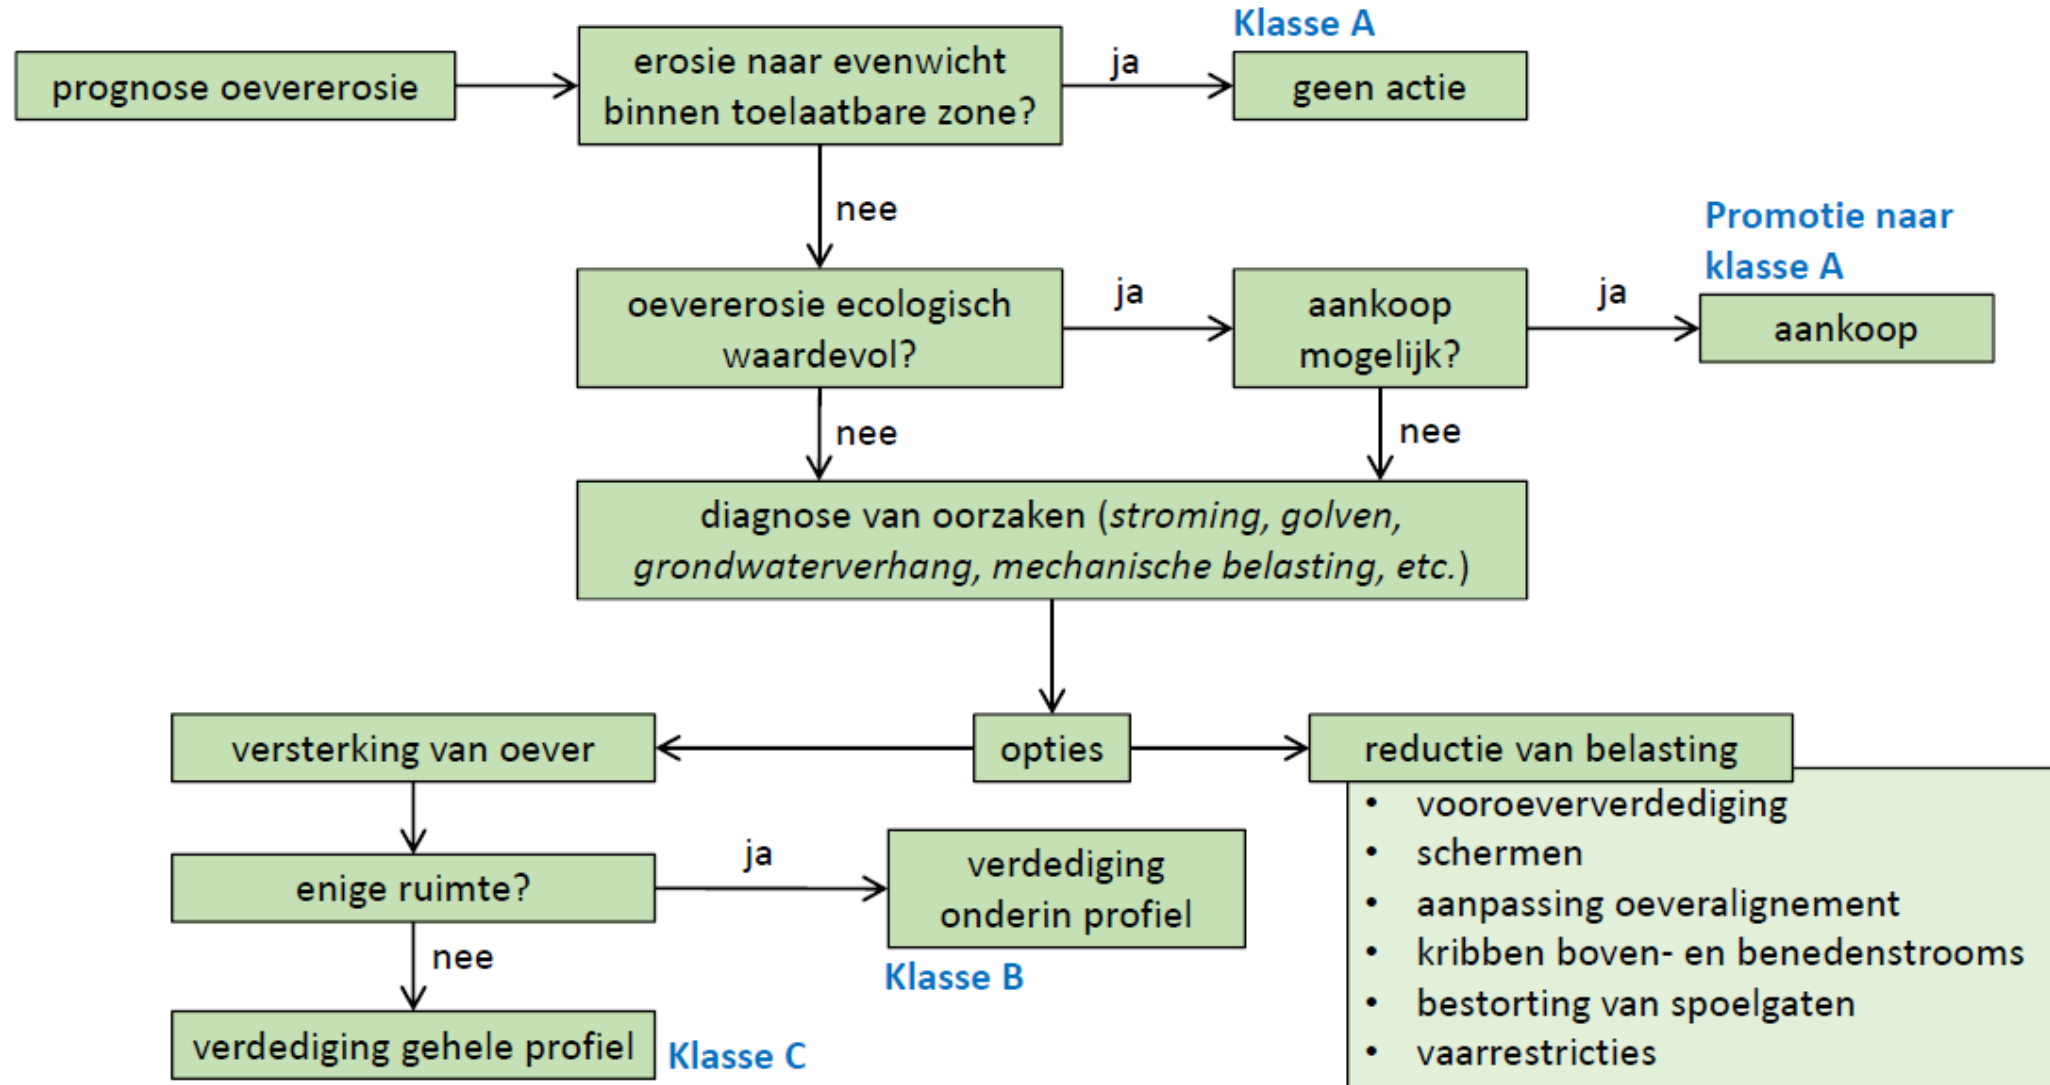 Klasse A
prognose oevererosie
erosie naar evenwicht
binnen toelaatbare zone?
ja
geen actie
nee
Promotie naar
klasse A
oevererosie ecologisch
waardevol?
ja
aankoop
mogelijk?
ja
aankoop
nee
nee
diagnose van oorzaken (stroming, golven,
grondwaterverhang, mechanische belasting, etc.)
versterking van oever
opties
reductie van belasting
• vooroeververdediging
• schermen
• aanpassing oeveralignement
• kribben boven- en benedenstrooms
• bestorting van spoelgaten
• vaarrestricties
enige ruimte?
ja
verdediging
onderin profiel
Klasse B
nee
verdediging gehele profiel
Klasse C